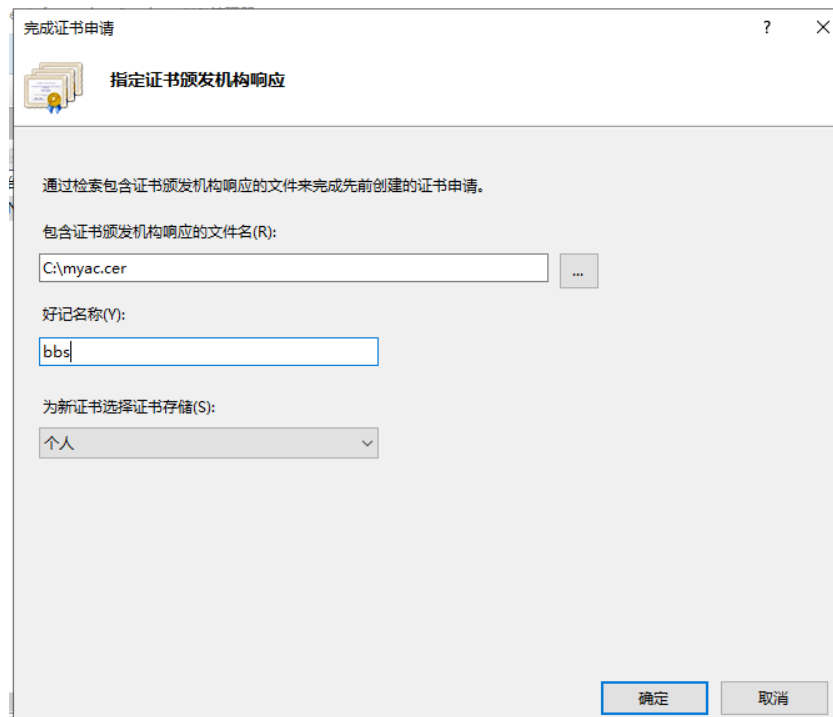 完成证书申请
?
指定证书颁发机构响应
通过检索包含证书颁发机构响应的文件来完成先前创建的证书申请。
包含证书颁发机构响应的文件名(R):
C:\myac.cer
...
好记名称(Y):
bbs
为新证书选择证书存储(S):
个人
确定
取消